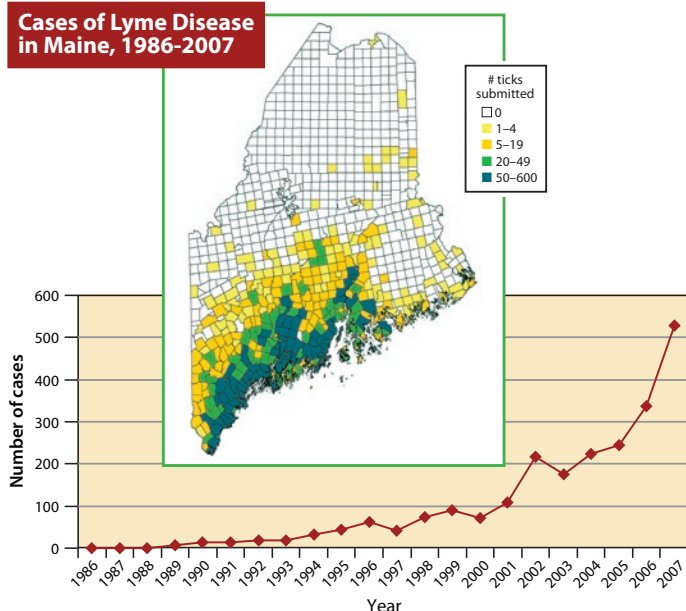 Cases of Lyme Disease
in Maine, 1986-2007
# ticks
submitted
0
1–4
5–19
20–49
50–600
600
500
400
300
200
100
0
Number of cases
1986 1987 1988 1989 1990 1991 1992 1993 1994 1995 1996 1997 1998 1999 2000 2001 2002 2003 2004 2005 2006 2007
Year